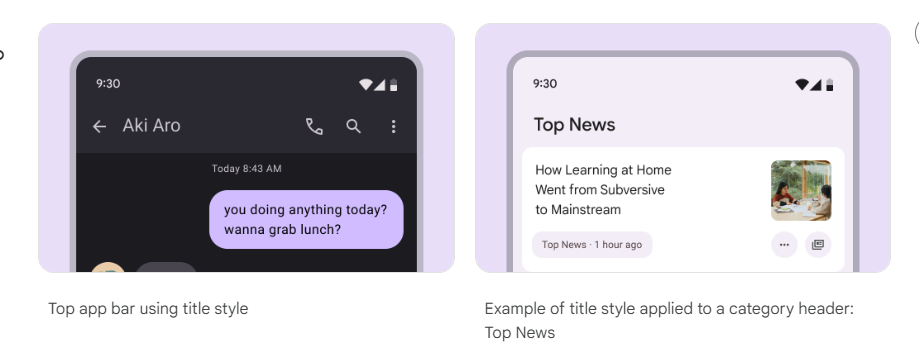 9:30
Aki Aro
Today 8:43 AM
you doing anything today?
wanna grab lunch?
Top app bar using title style
9:30
Top News
How Learning at Home
Went from Subversive
to Mainstream
Top News · 1 hour ago
Example of title style applied to a category header:
Top News